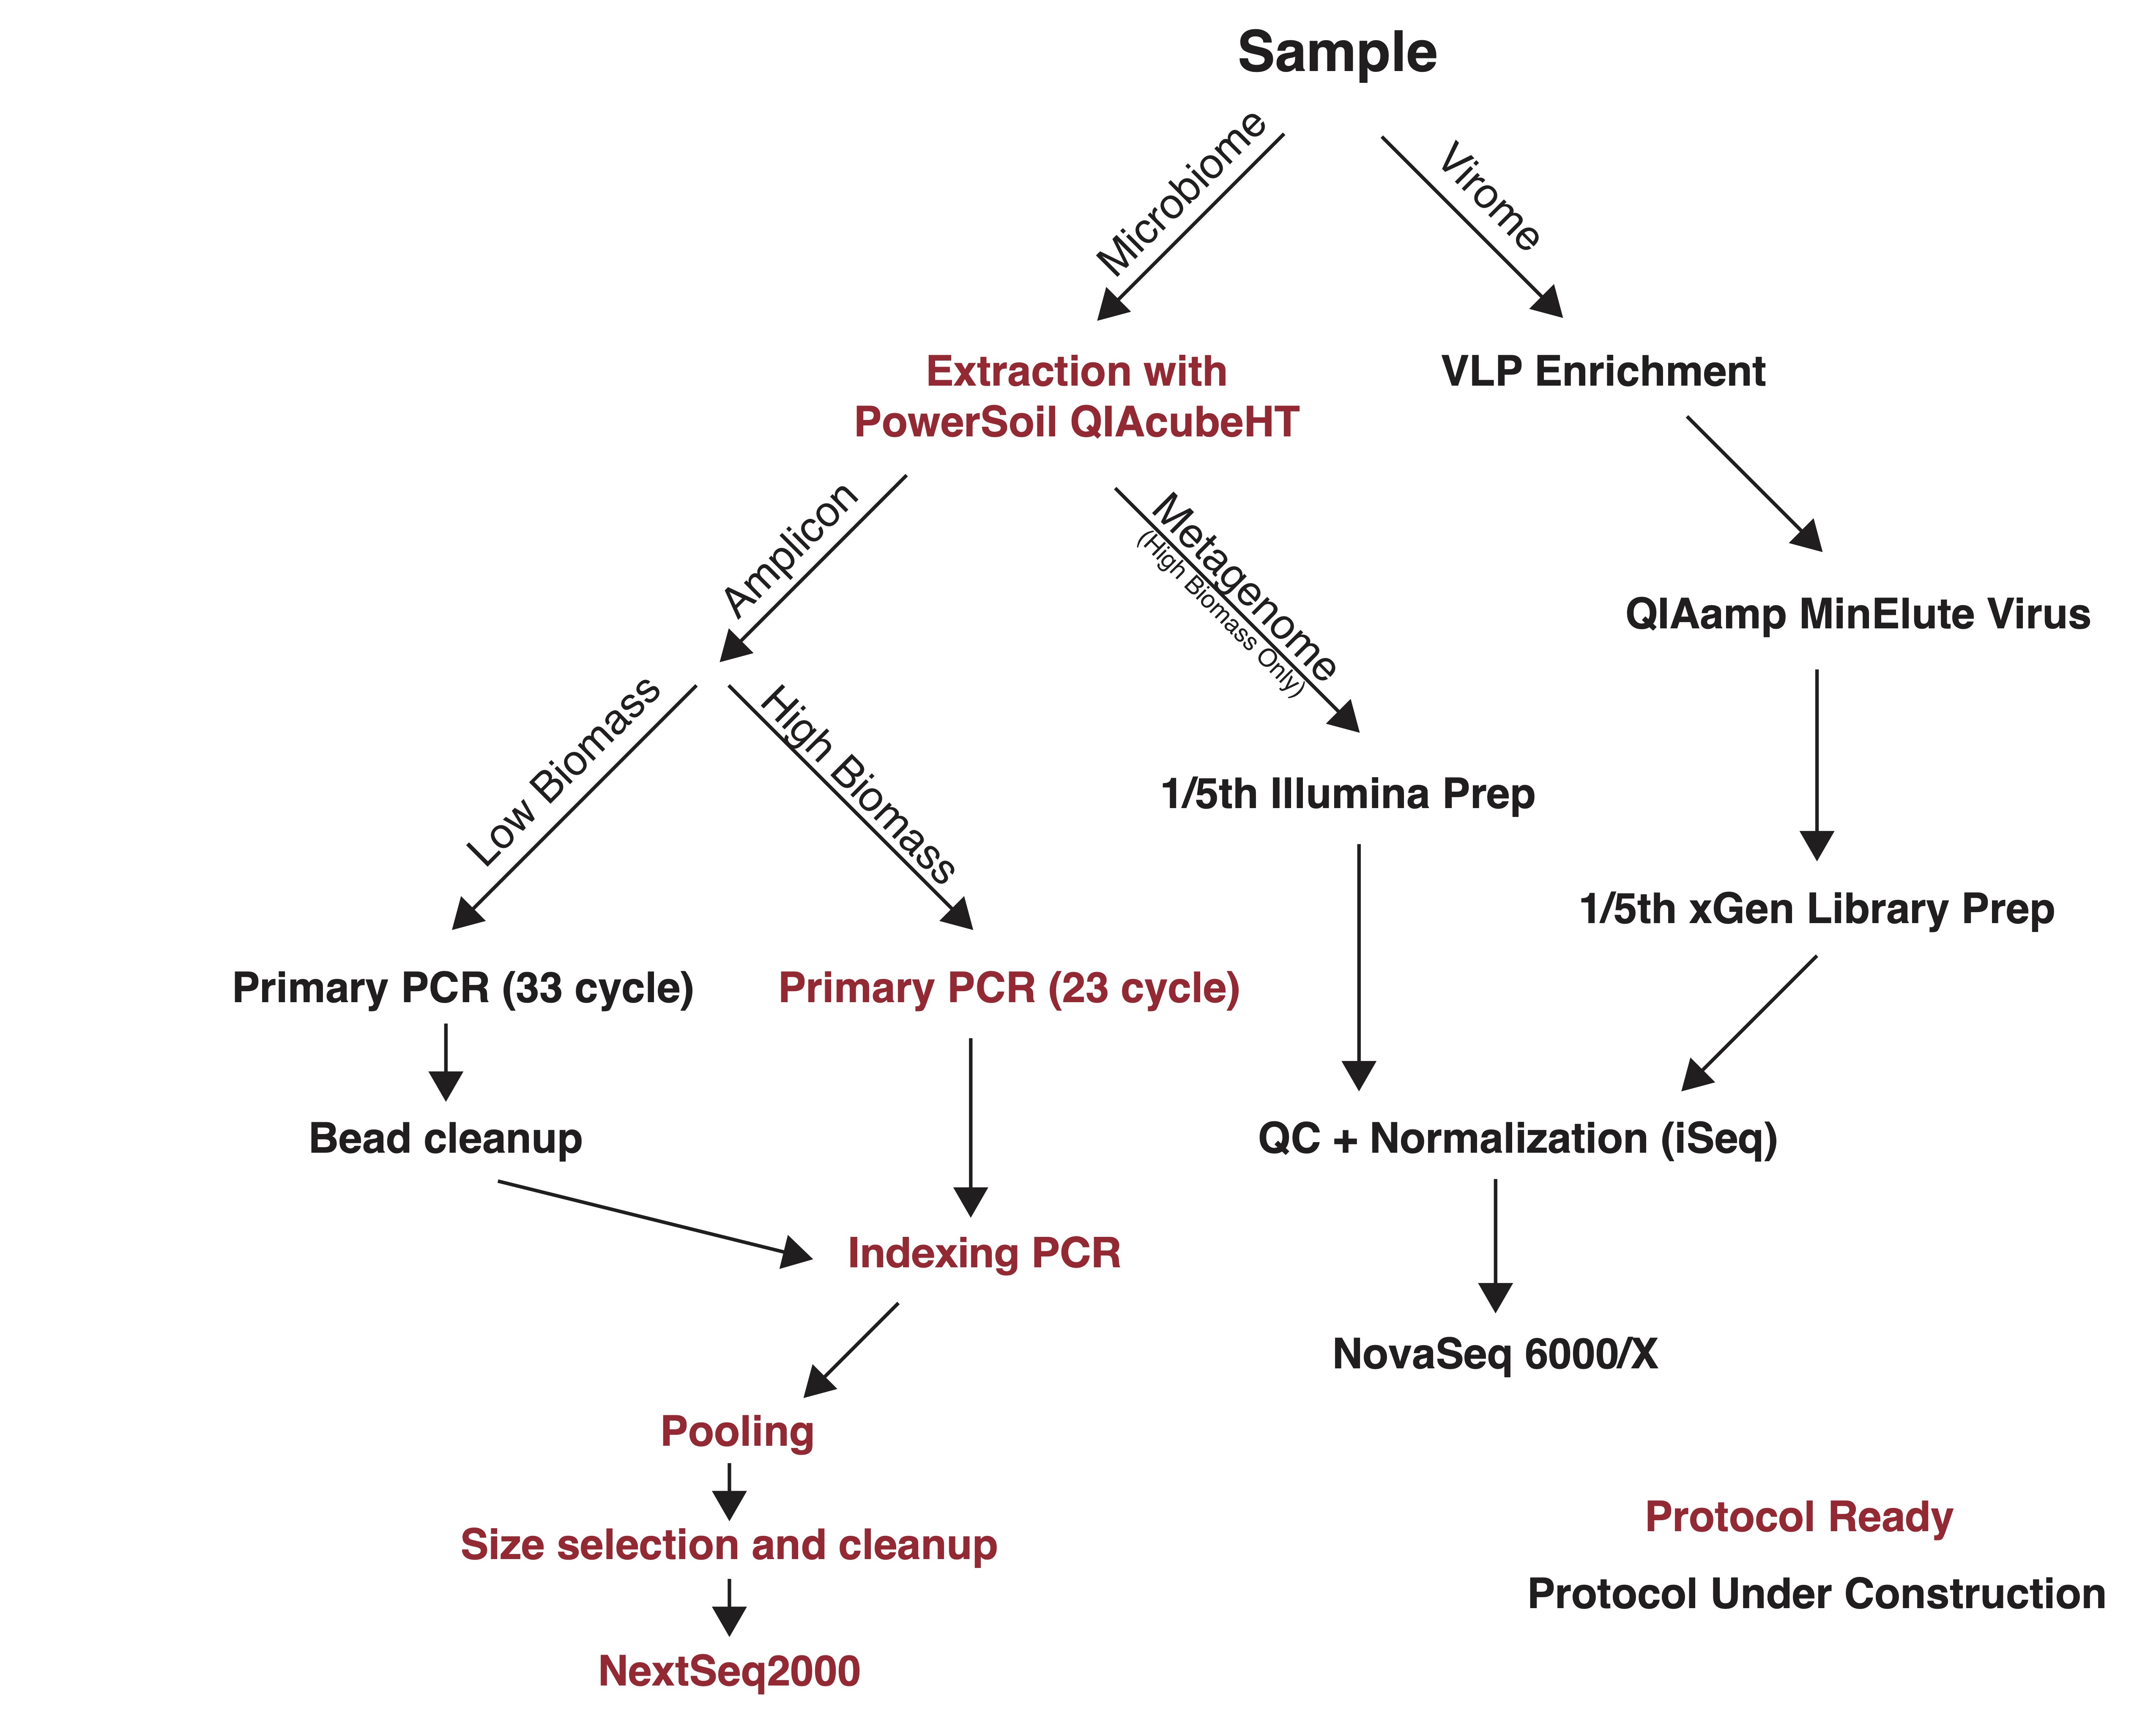 Sample
Microbiome
Virome
Extraction with
PowerSoil QIAcubeHT
VLP Enrichment
Amplicon
Metagenome
(High Biomass Only)
QIAamp MinElute Virus
Low Biomass
High Biomass
1/5th Illumina Prep
1/5th xGen Library Prep
Primary PCR (33 cycle)
Primary PCR (23 cycle)
Bead cleanup
QC + Normalization (iSeq)
Indexing PCR
NovaSeq 6000/X
Pooling
Size selection and cleanup
NextSeq2000
Protocol Ready
Protocol Under Construction